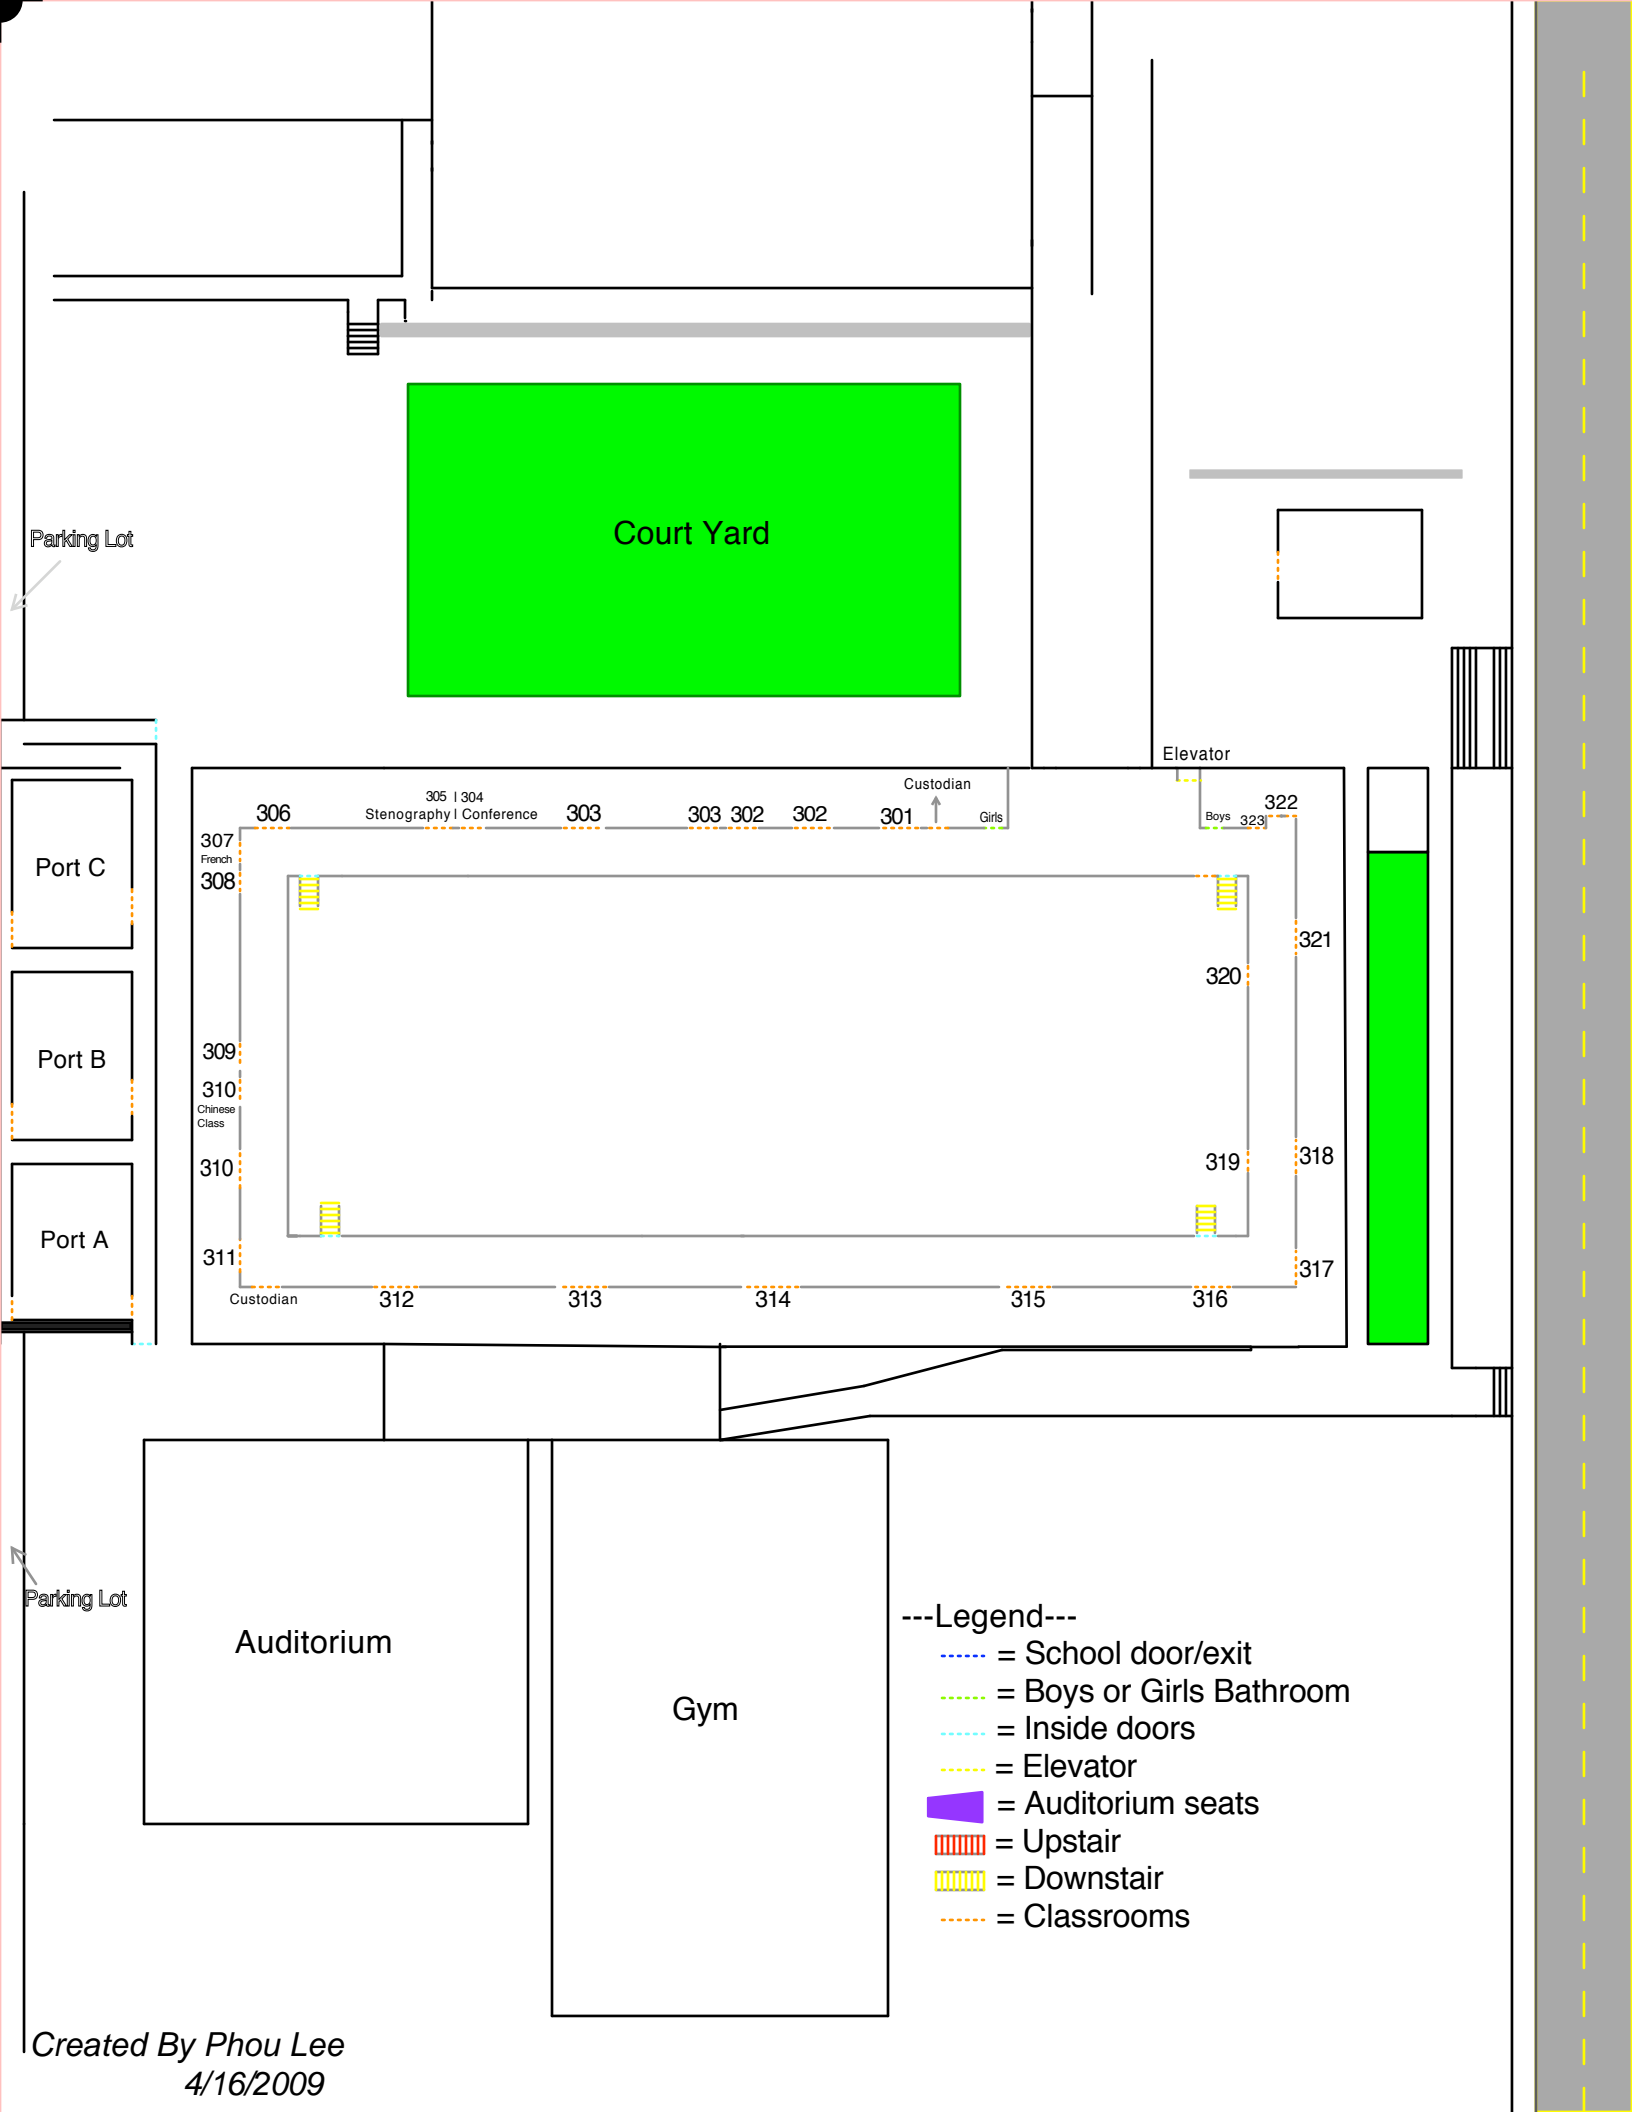 Court Yard
Parking Lot
Elevator
Custodian
305 | 304
Stenography | Conference
306
303
303
302
302
301
Girls
Boys
323
322
307
French
308
Port C
321
320
309
310
Chinese
Class
Port B
310
319
318
311
Port A
317
Custodian
312
313
314
315
316
Parking Lot
Auditorium
Gym
---Legend---
= School door/exit
= Boys or Girls Bathroom
= Inside doors
= Elevator
= Auditorium seats
= Upstair
= Downstair
= Classrooms
Created By Phou Lee
4/16/2009